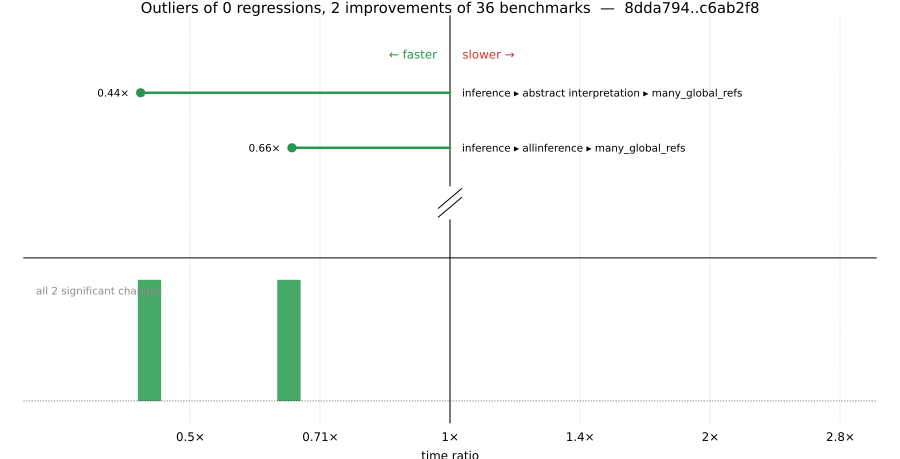 Outliers of 0 regressions, 2 improvements of 36 benchmarks — 8dda794..c6ab2f8
← faster slower →
0.44× inference ▸ abstract interpretation ▸ many_global_refs
0.66× inference ▸ allinference ▸ many_global_refs
all 2 significant changes
0.5× 0.71× 1× 1.4× 2× 2.8×
time ratio